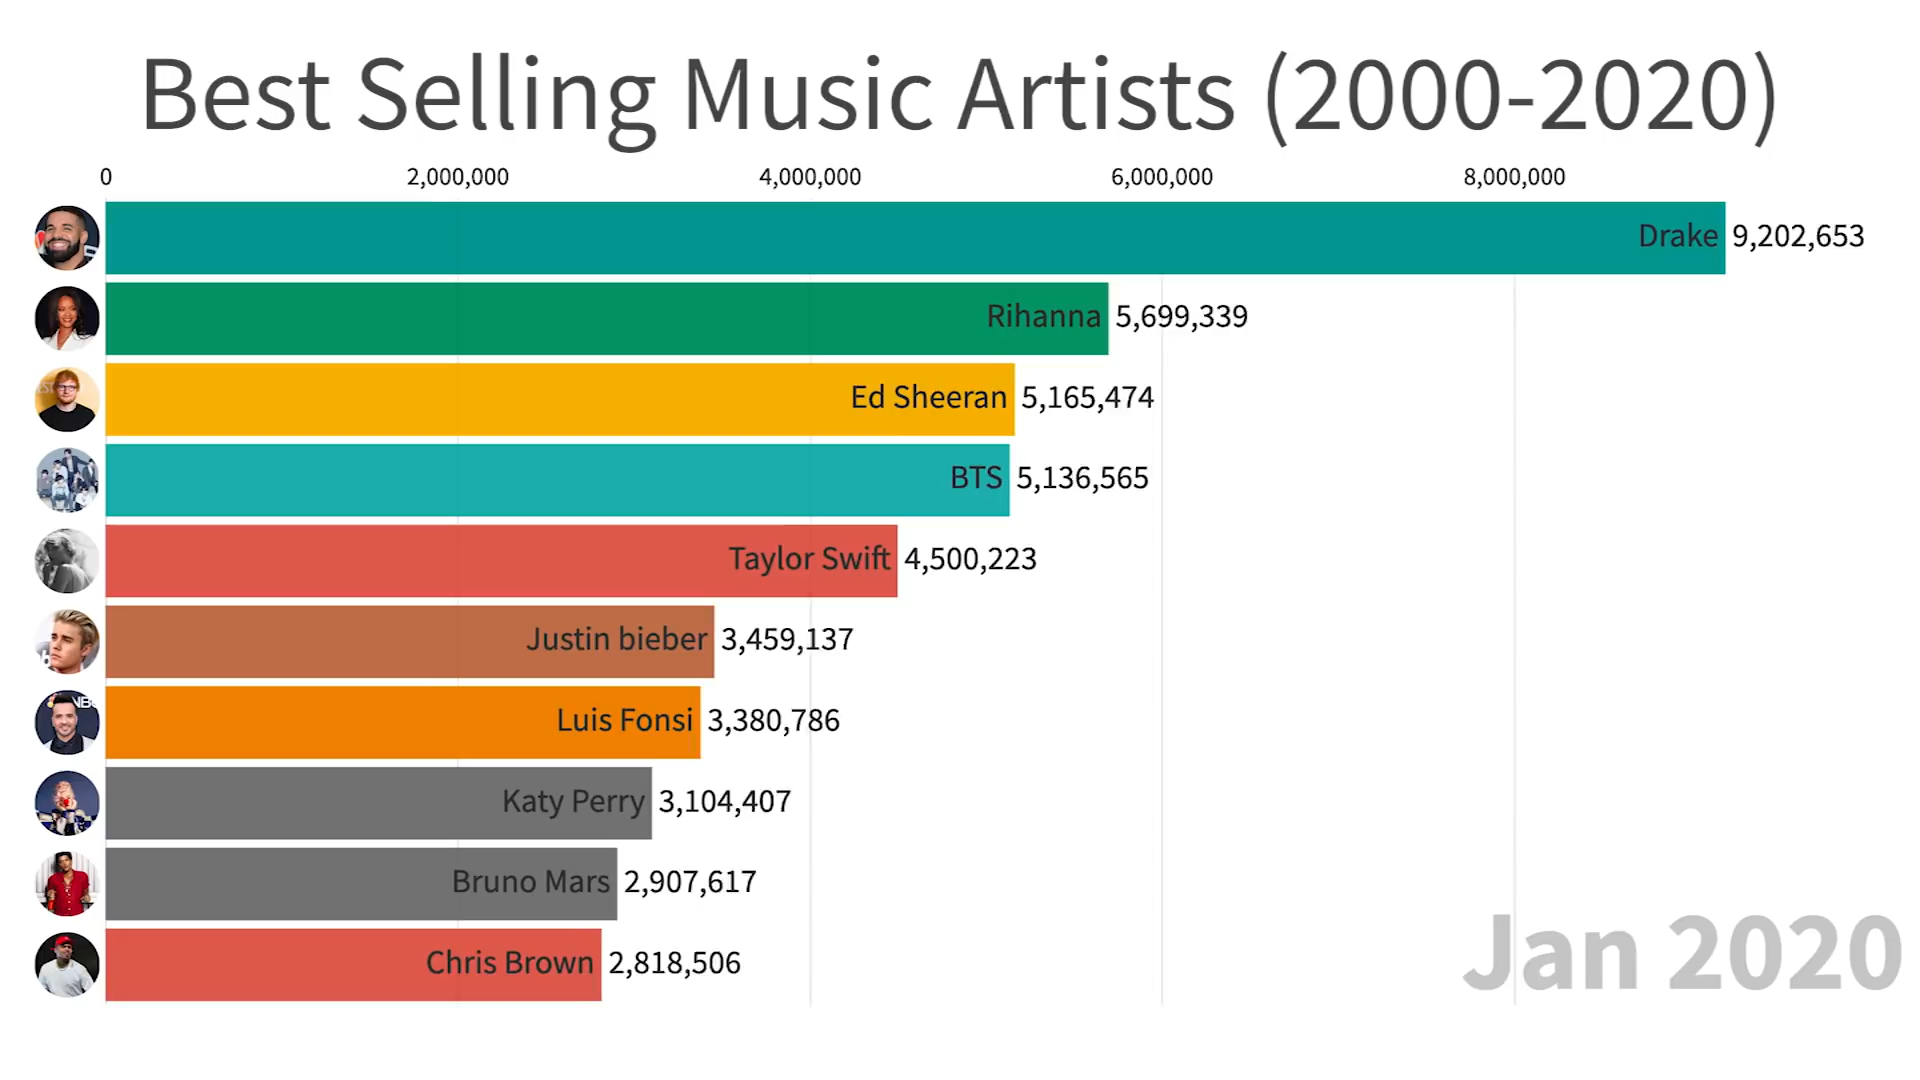 Best Selling Music Artists (2000-2020)
0 2,000,000 4,000,000 6,000,000 8,000,000
Drake 9,202,653
Rihanna 5,699,339
Ed Sheeran 5,165,474
BTS 5,136,565
Taylor Swift 4,500,223
Justin bieber 3,459,137
Luis Fonsi 3,380,786
Katy Perry 3,104,407
Bruno Mars 2,907,617
Chris Brown 2,818,506
Jan 2020